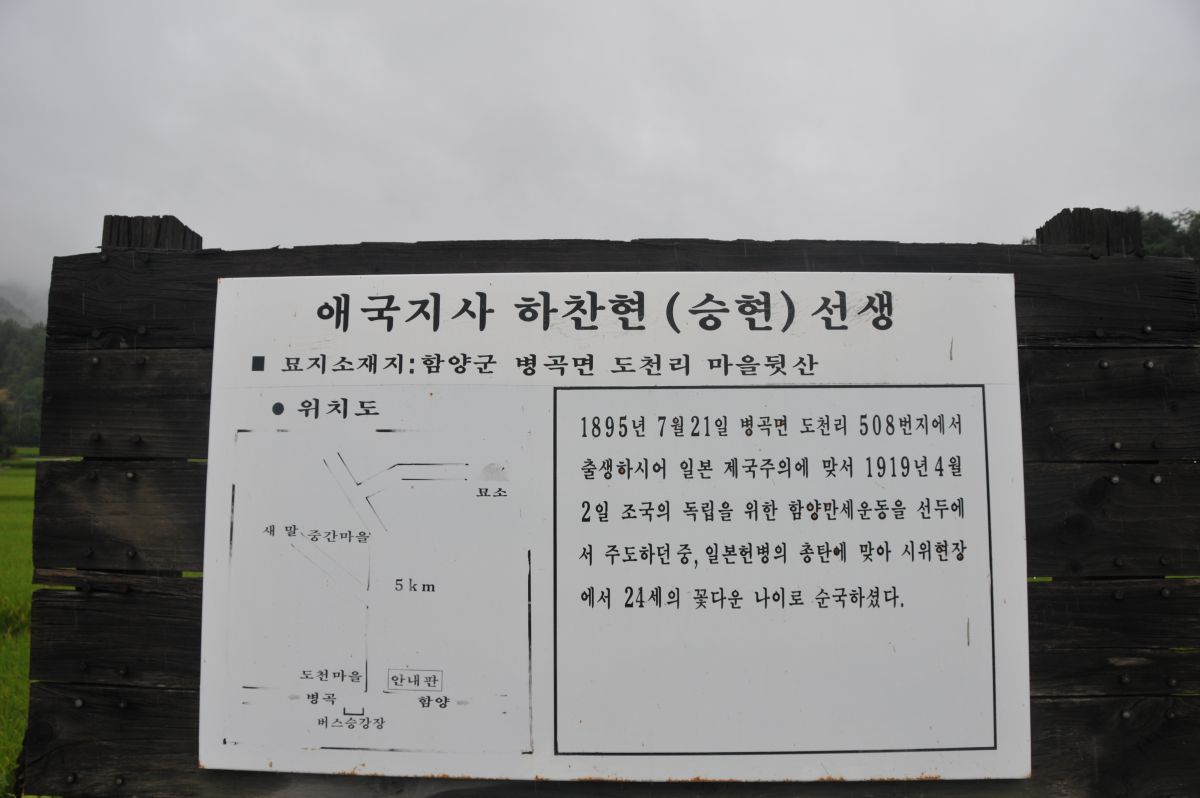 애국지사 하찬현 (승현) 선생
■ 묘지소재지:함양군 병곡면 도천리 마을뒷산
● 위치도
묘소
새 말 중간마을
5km
도천마을
안내판
병곡
함양
버스승강장
1895년 7월21일 병곡면 도천리 508번지에서
출생하시어 일본 제국주의에 맞서 1919년4월
2일 조국의 독립을 위한 함양만세운동을 선두에
서 주도하던중, 일본헌병의 총탄에 맞아 시위현장
에서 24세의 꽃다운 나이로 순국하셨다.